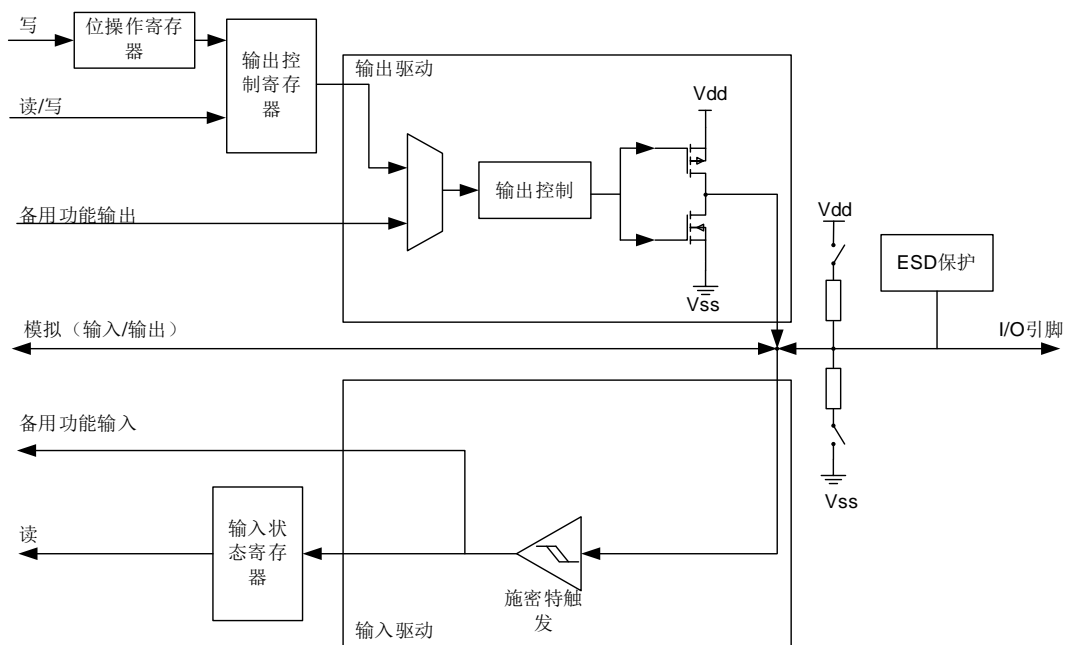 写
位操作寄存
器
输出控
制寄存
器
读/写
输出驱动
Vdd
输出控制
备用功能输出
Vss
Vdd
ESD保护
模拟（输入/输出）
I/O引脚
备用功能输入
Vss
读
输入状
态寄存
器
施密特触
发
输入驱动